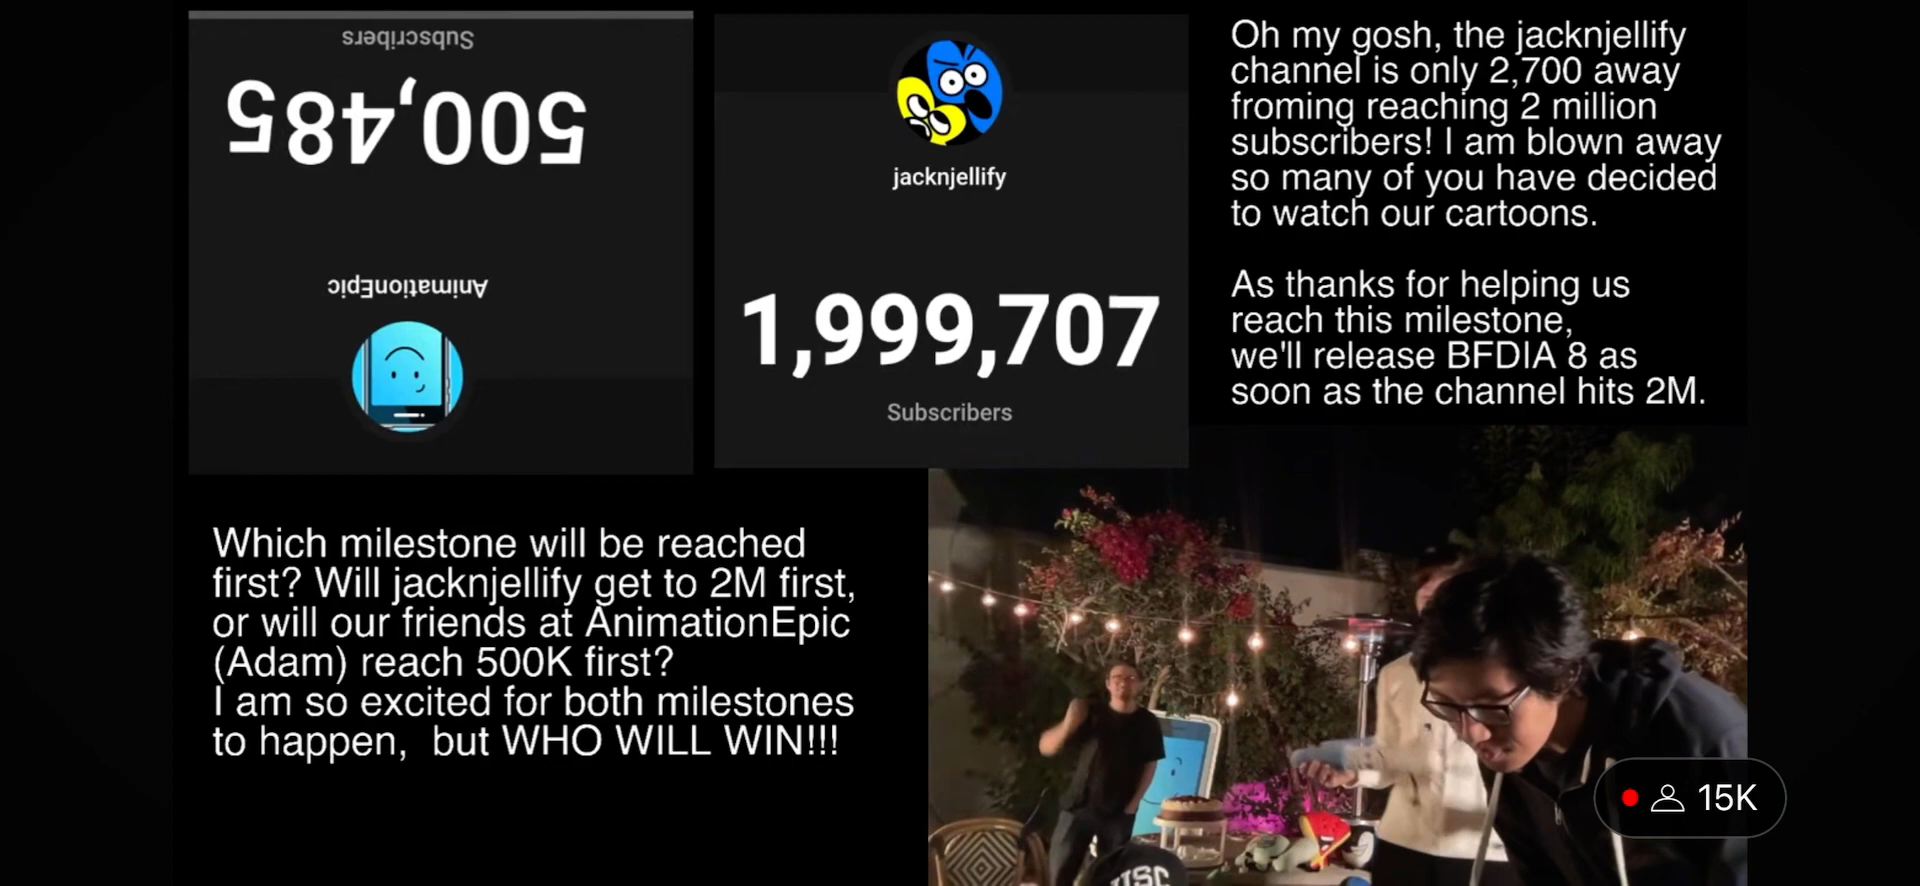 Subscribers
500,485
AnimationEpic
jacknjellify
1,999,707
Subscribers
Oh my gosh, the jacknjellify
channel is only 2,700 away
froming reaching 2 million
subscribers! I am blown away
so many of you have decided
to watch our cartoons.
As thanks for helping us
reach this milestone,
we'll release BFDIA 8 as
soon as the channel hits 2M.
Which milestone will be reached
first? Will jacknjellify get to 2M first,
or will our friends at AnimationEpic
(Adam) reach 500K first?
I am so excited for both milestones
to happen,  but WHO WILL WIN!!!
15K
USC